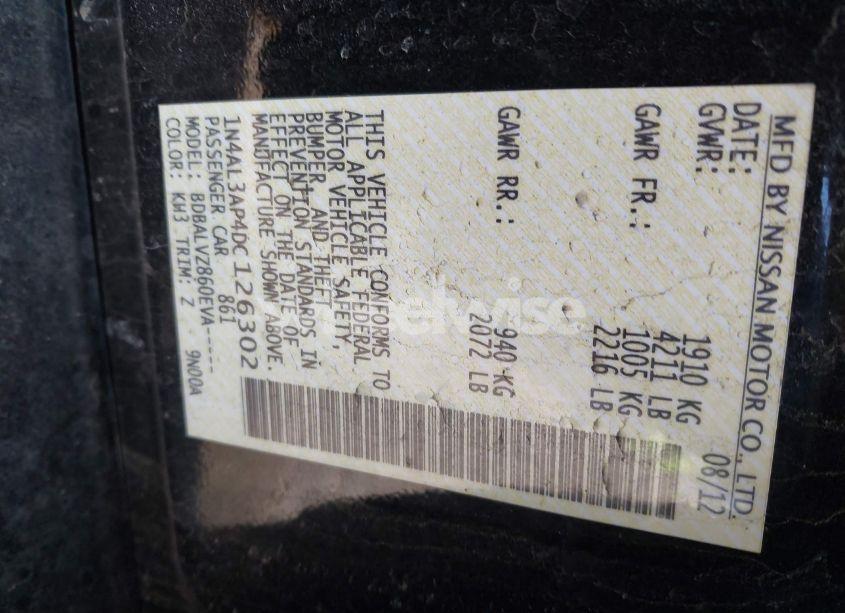 MFD BY NISSAN MOTOR CO., LTD.
DATE: 08/12
GVWR: 1910 KG
4211 LB
GAWR FR.: 1005 KG
2216 LB
GAWR RR.: 940 KG
2072 LB
THIS VEHICLE CONFORMS TO
ALL APPLICABLE FEDERAL
MOTOR VEHICLE SAFETY,
BUMPER, AND THEFT
PREVENTION STANDARDS IN
EFFECT ON THE DATE OF
MANUFACTURE SHOWN ABOVE.
1N4AL3AP4DC126302
PASSENGER CAR 861
MODEL: BDBALVZ860EVA-----
COLOR: KH3 TRIM: Z 9N00A